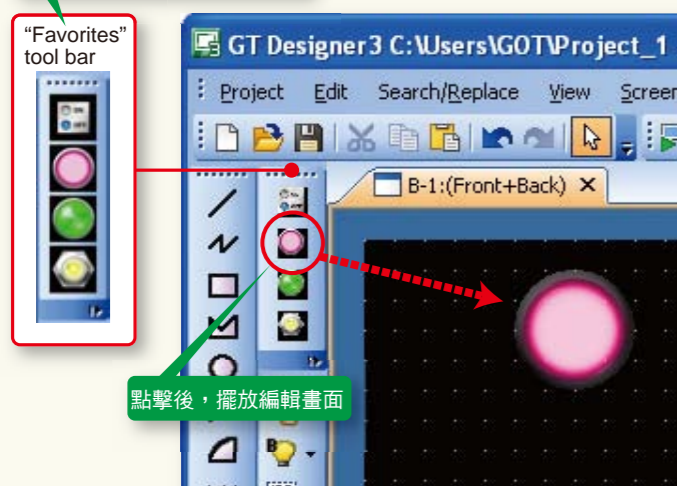 "Favorites"
tool bar
GT Designer3 C:\Users\GOT\Project_1
Project Edit Search/Replace View Screen
B-1:(Front+Back)
點擊後，擺放編輯畫面